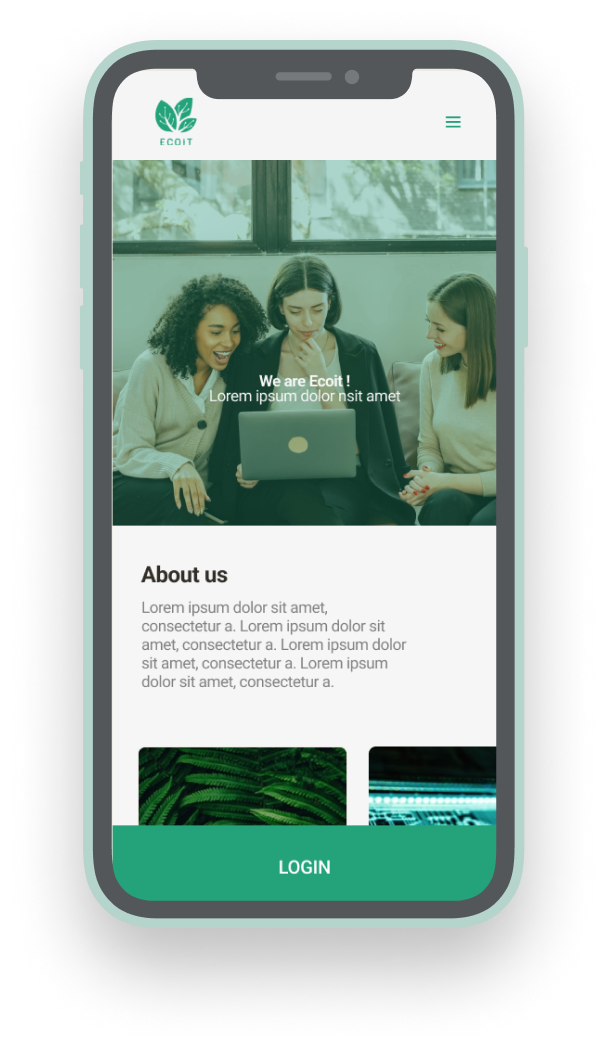 ECOIT
We are Ecoit !
Lorem ipsum dolor nsit amet
About us
Lorem ipsum dolor sit amet,
consectetur a. Lorem ipsum dolor sit
amet, consectetur a. Lorem ipsum dolor
sit amet, consectetur a. Lorem ipsum
dolor sit amet, consectetur a.
LOGIN